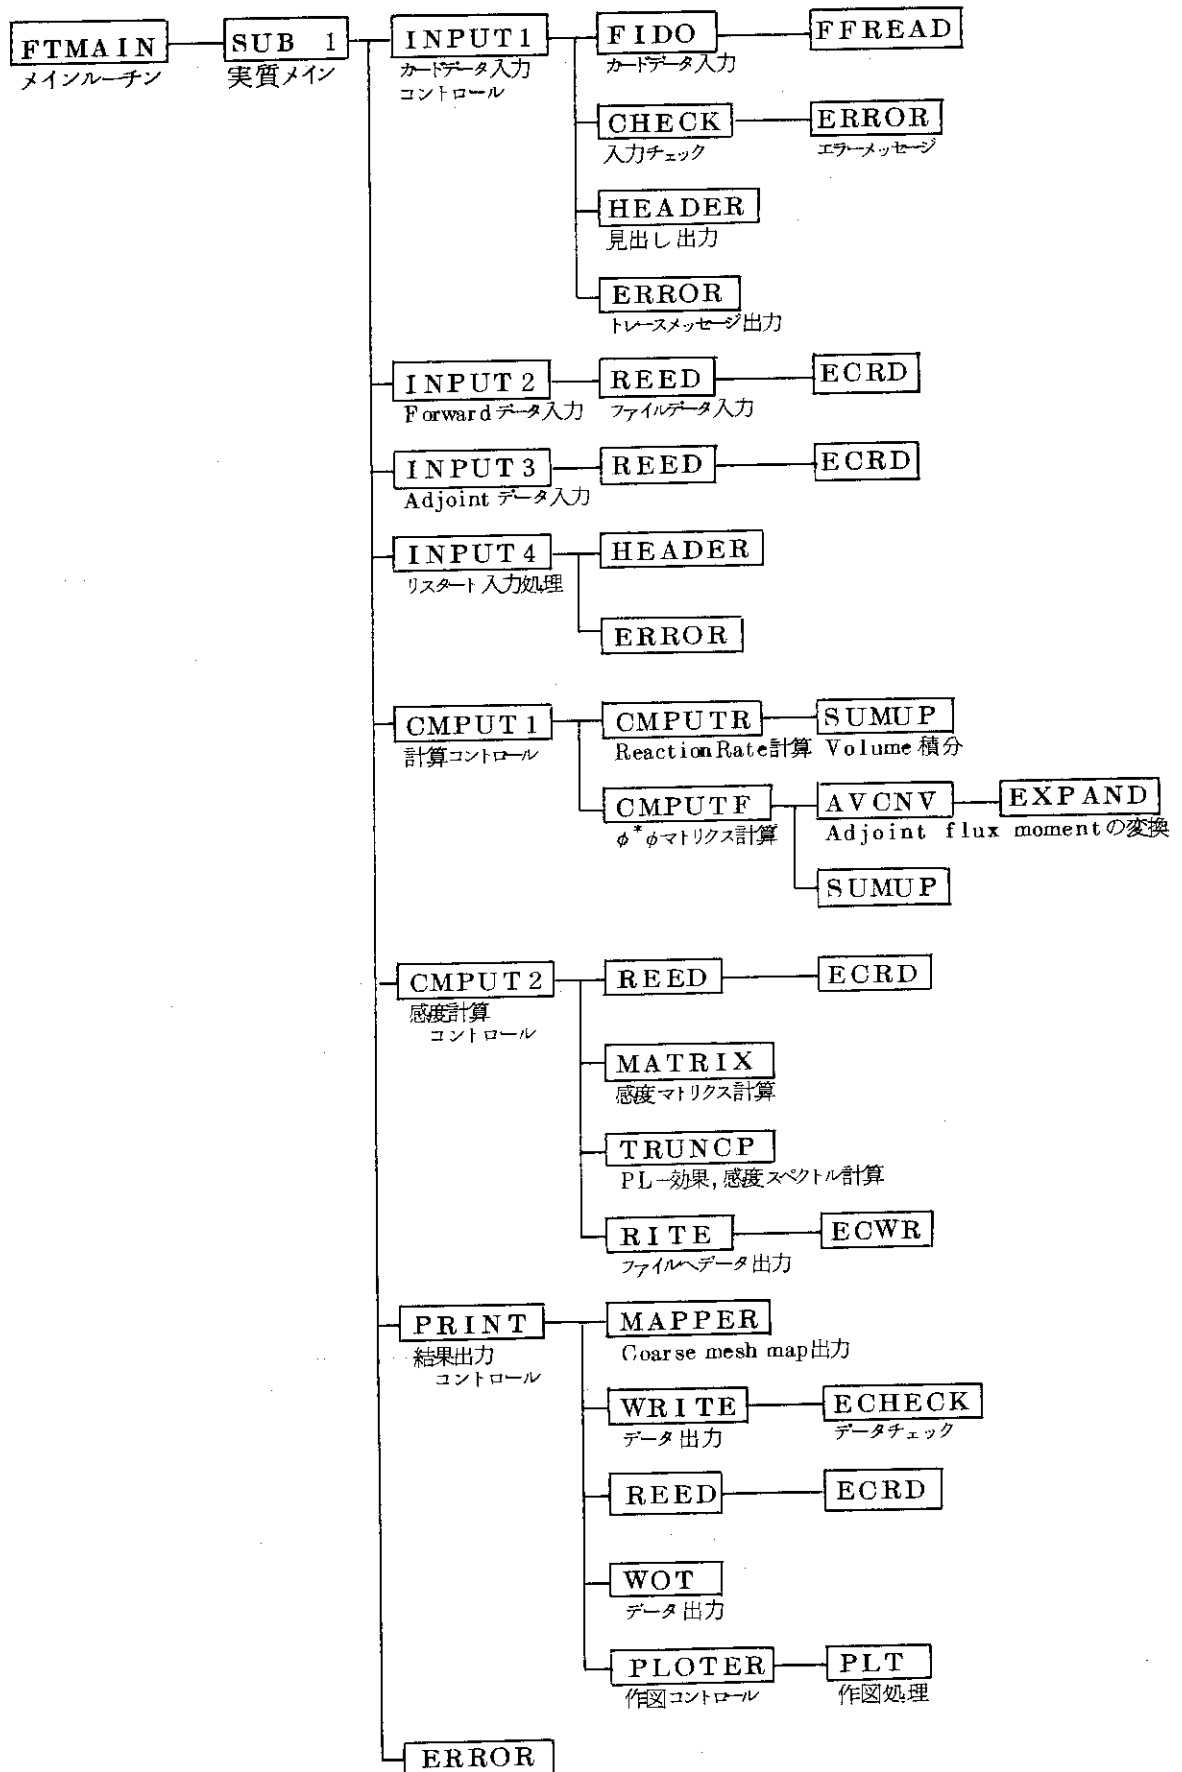 FTMAIN
メインルーチン
SUB 1
実質メイン
INPUT1
カードデータ入力
コントロール
FIDO
カードデータ入力
FFREAD
CHECK
入力チェック
ERROR
エラーメッセージ
HEADER
見出し出力
ERROR
トレースメッセージ出力
INPUT2
Forwardデータ入力
REED
ファイルデータ入力
ECRD
INPUT3
Adjointデータ入力
REED
ECRD
INPUT4
リスタート入力処理
HEADER
ERROR
CMPUT1
計算コントロール
CMPUTR
Reaction Rate計算
SUMUP
Volume積分
CMPUTF
φ*φマトリクス計算
AVCNV
Adjoint flux momentの変換
EXPAND
SUMUP
CMPUT2
感度計算
コントロール
REED
ECRD
MATRIX
感度マトリクス計算
TRUNCP
PL-効果,感度スペクトル計算
RITE
ファイルへデータ出力
ECWR
PRINT
結果出力
コントロール
MAPPER
Coarse mesh map出力
WRITE
データ出力
ECHECK
データチェック
REED
ECRD
WOT
データ出力
PLOTER
作図コントロール
PLT
作図処理
ERROR